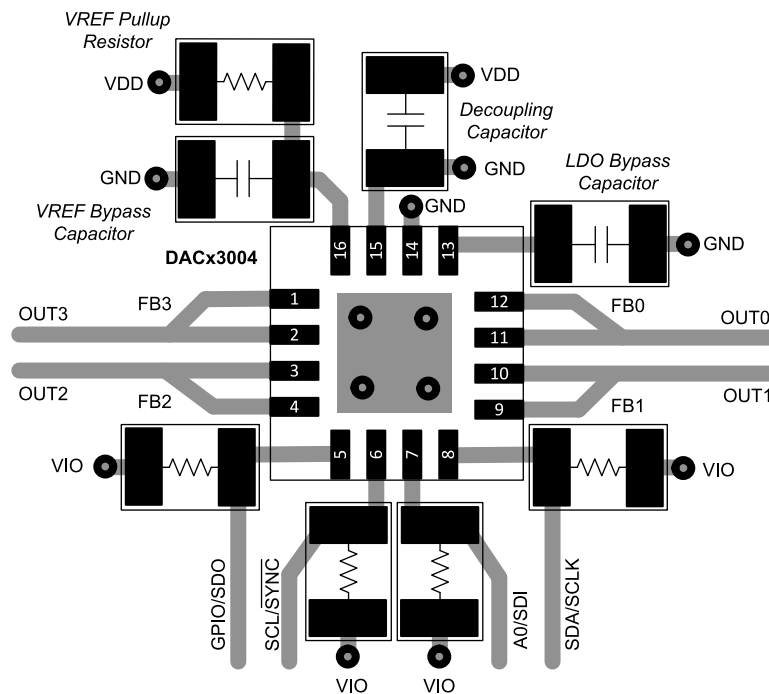 VREF Pullup
Resistor
VDD
VDD
Decoupling
Capacitor
GND
GND
LDO Bypass
Capacitor
VREF Bypass
Capacitor
GND
GND
DACx3004
16
15
14
13
1
2
3
4
12
11
10
9
5
6
7
8
FB3
OUT3
OUT2
FB2
FB0
OUT0
OUT1
FB1
VIO
VIO
GPIO/SDO
SCL/S̅Y̅N̅C̅
A0/SDI
SDA/SCLK
VIO
VIO